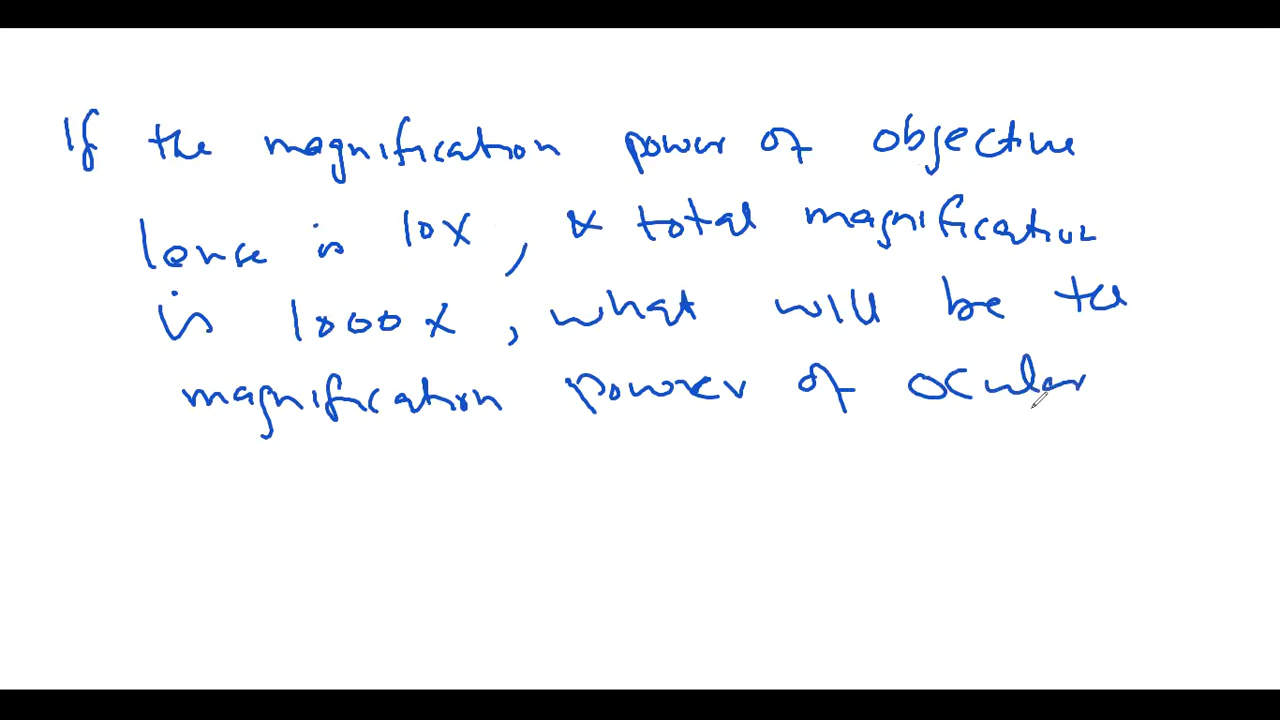 If the magnification power of objective
lense is 10X, & total magnification
is 1000X, what will be the
magnification power of ocular